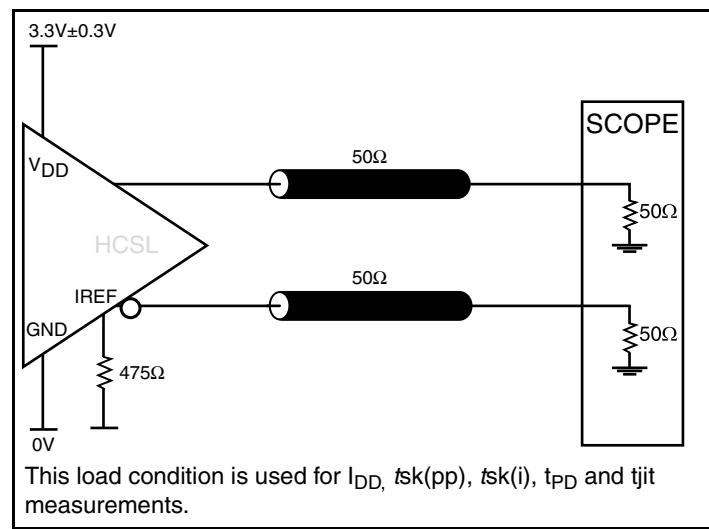 3.3V±0.3V
SCOPE
50Ω
VDD
50Ω
HCSL
50Ω
IREF
GND
50Ω
475Ω
0V
This load condition is used for IDD, tsk(pp), tsk(i), tPD and tjit
measurements.